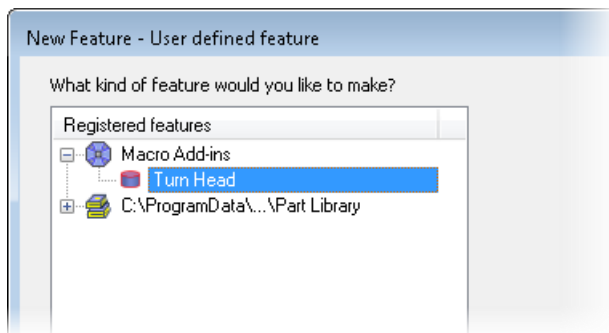 New Feature - User defined feature
What kind of feature would you like to make?
Registered features
Macro Add-ins
Turn Head
C:\ProgramData\...\Part Library